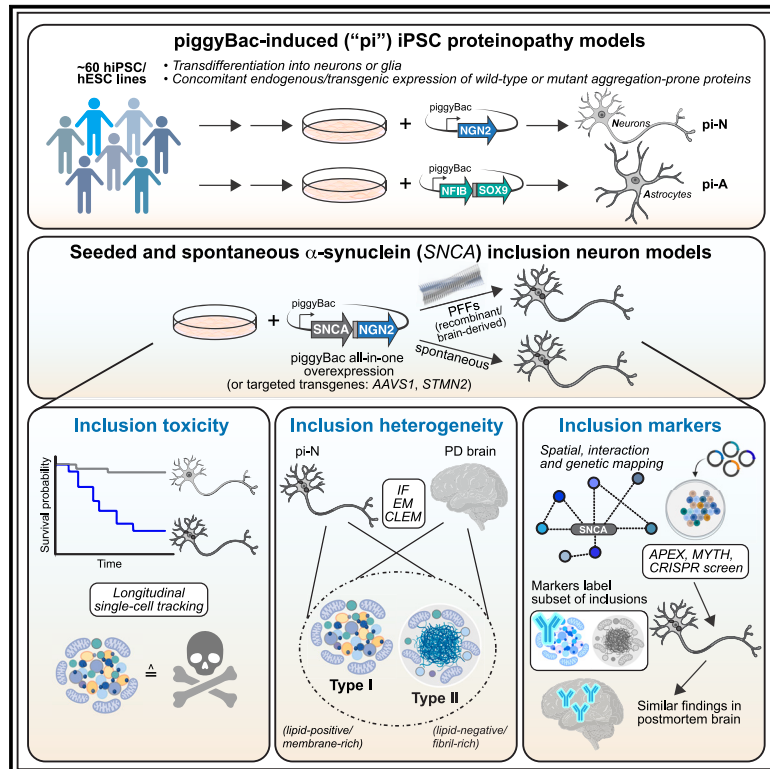 piggyBac-induced ("pi") iPSC proteinopathy models
~60 hiPSC/
hESC lines
• Transdifferentiation into neurons or glia
• Concomitant endogenous/transgenic expression of wild-type or mutant aggregation-prone proteins
piggyBac
+
NGN2
Neurons
pi-N
piggyBac
+
NFIB
SOX9
Astrocytes
pi-A
Seeded and spontaneous α-synuclein (SNCA) inclusion neuron models
piggyBac
+
SNCA
NGN2
piggyBac all-in-one
overexpression
(or targeted transgenes: AAVS1, STMN2)
PFFs
(recombinant/
brain-derived)
spontaneous
Inclusion toxicity
Survival probability
Time
Longitudinal
single-cell tracking
≙
Inclusion heterogeneity
pi-N
PD brain
IF
EM
CLEM
Type I
Type II
(lipid-positive/
membrane-rich)
(lipid-negative/
fibril-rich)
Inclusion markers
Spatial, interaction
and genetic mapping
SNCA
APEX, MYTH,
CRISPR screen
Markers label
subset of inclusions
Similar findings in
postmortem brain